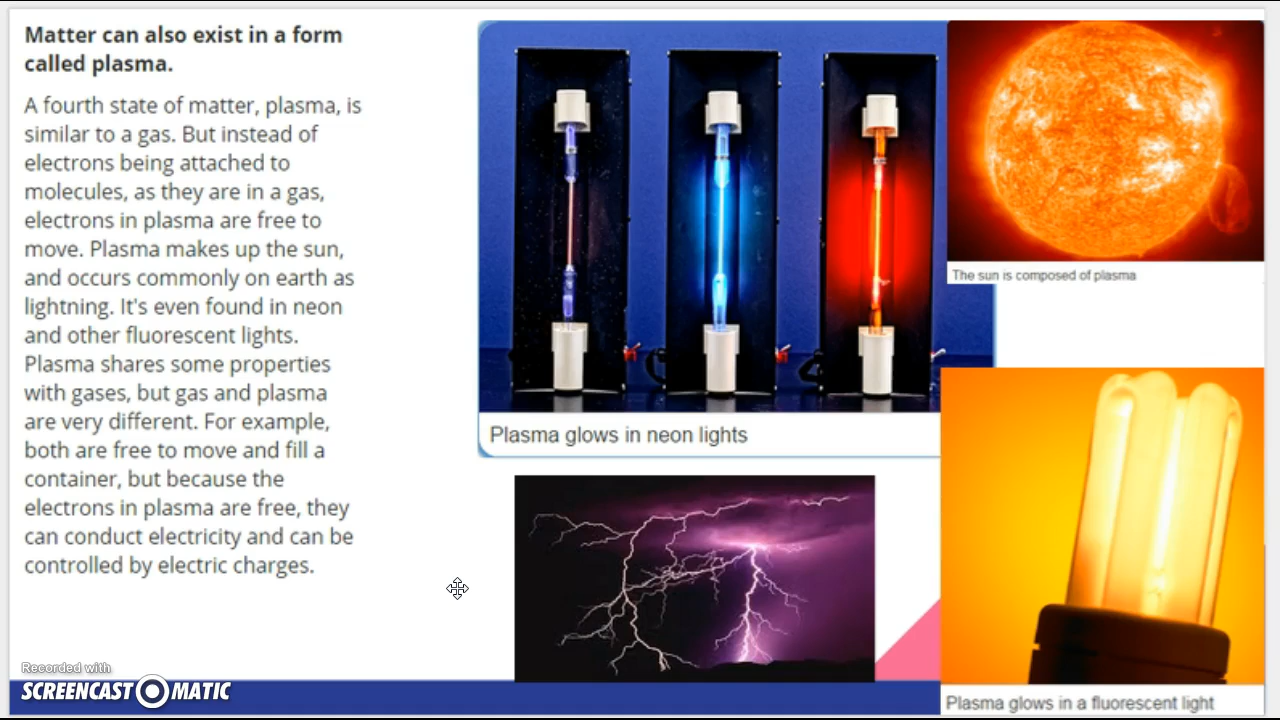 Matter can also exist in a form
called plasma.
A fourth state of matter, plasma, is
similar to a gas. But instead of
electrons being attached to
molecules, as they are in a gas,
electrons in plasma are free to
move. Plasma makes up the sun,
and occurs commonly on earth as
lightning. It's even found in neon
and other fluorescent lights.
Plasma shares some properties
with gases, but gas and plasma
are very different. For example,
both are free to move and fill a
container, but because the
electrons in plasma are free, they
can conduct electricity and can be
controlled by electric charges.
The sun is composed of plasma
Plasma glows in neon lights
Plasma glows in a fluorescent light
Recorded with
SCREENCAST MATIC